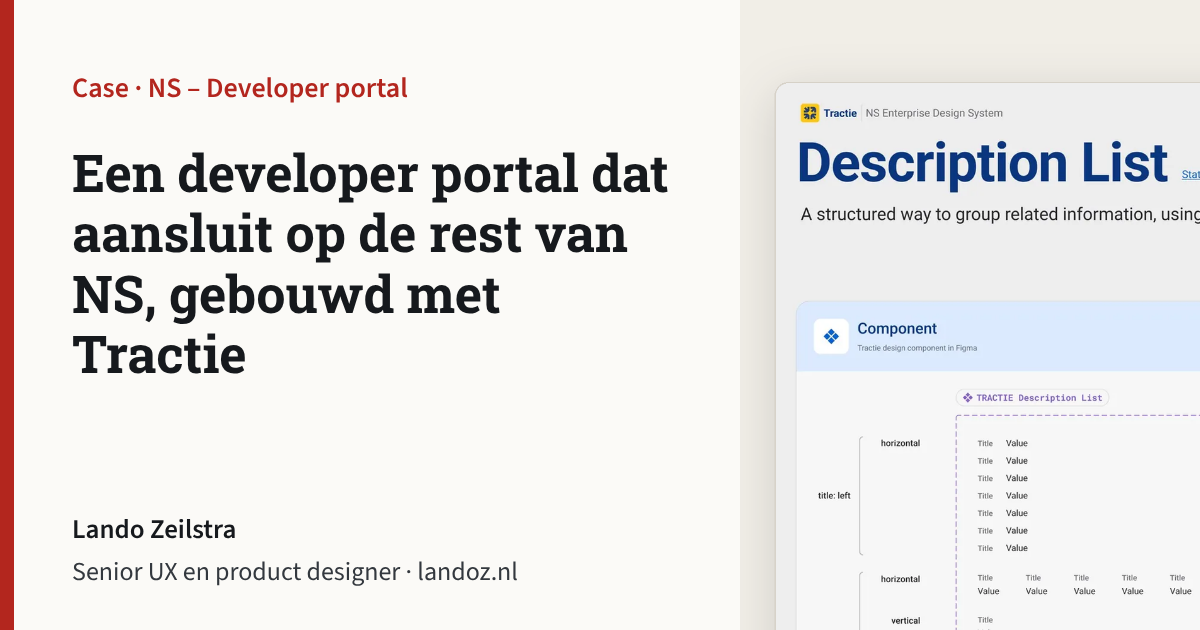 Case · NS – Developer portal
Een developer portal dat
aansluit op de rest van
NS, gebouwd met
Tractie
Lando Zeilstra
Senior UX en product designer · landoz.nl
Tractie NS Enterprise Design System
Description List
A structured way to group related information, using
Component
Tractie design component in Figma
TRACTIE Description List
horizontal
title: left
Title Value
Title Value
Title Value
Title Value
Title Value
Title Value
Title Value
horizontal
Title Title Title Title Title
Value Value Value Value Value
vertical
Title